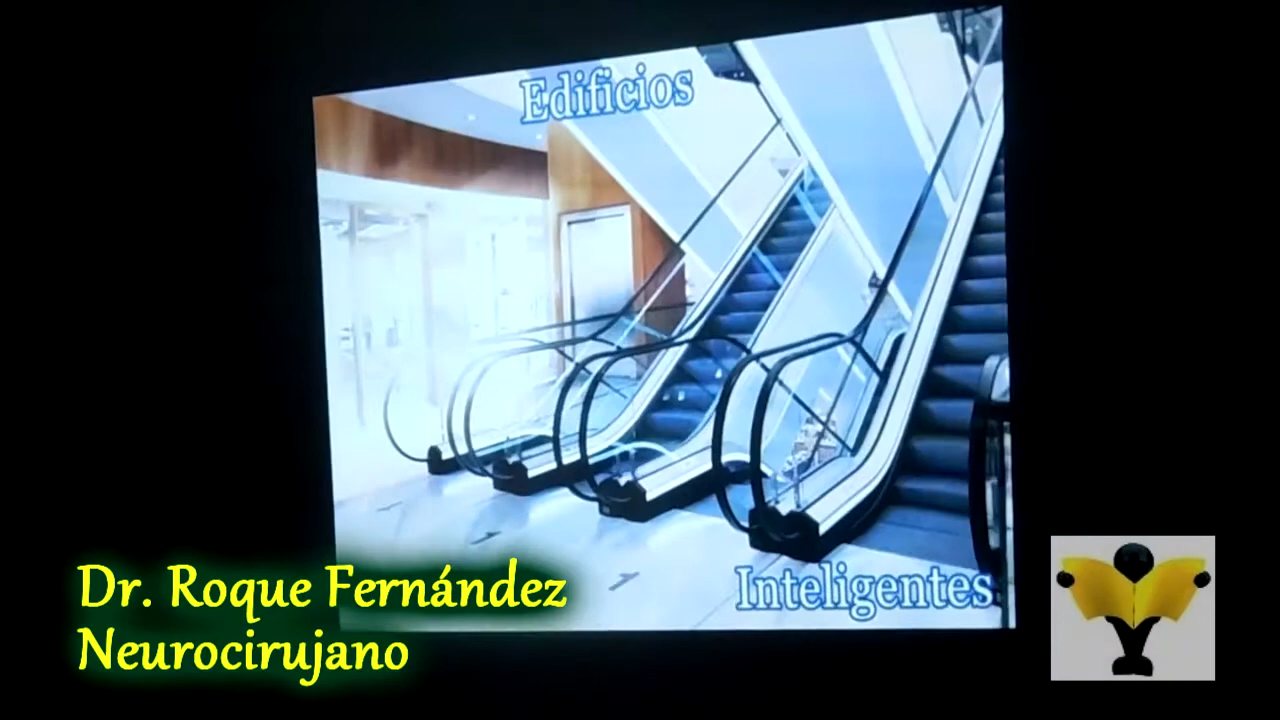 Edificios
Inteligentes
Dr. Roque Fernández
Neurocirujano